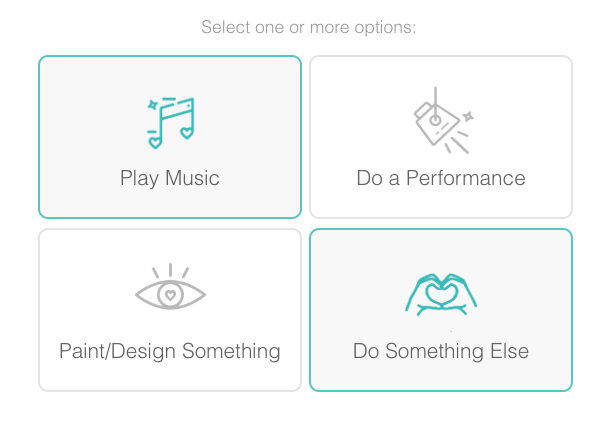 Select one or more options:
Play Music
Do a Performance
Paint/Design Something
Do Something Else